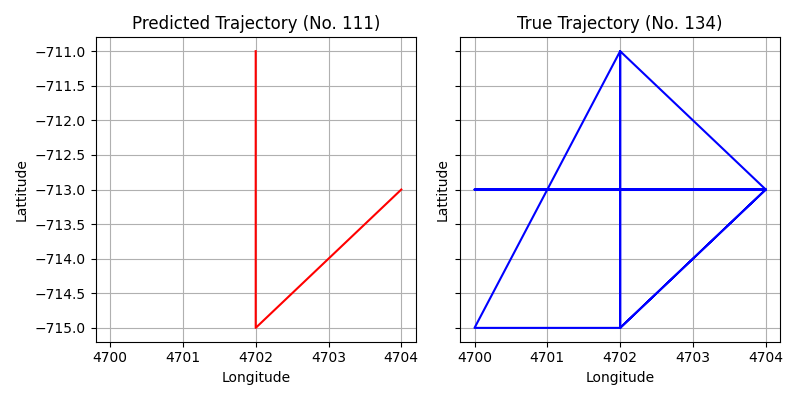 Predicted Trajectory (No. 111)
True Trajectory (No. 134)
−711.0
−711.5
−712.0
−712.5
−713.0
−713.5
−714.0
−714.5
−715.0
Lattitude
Lattitude
4700 4701 4702 4703 4704
4700 4701 4702 4703 4704
Longitude
Longitude